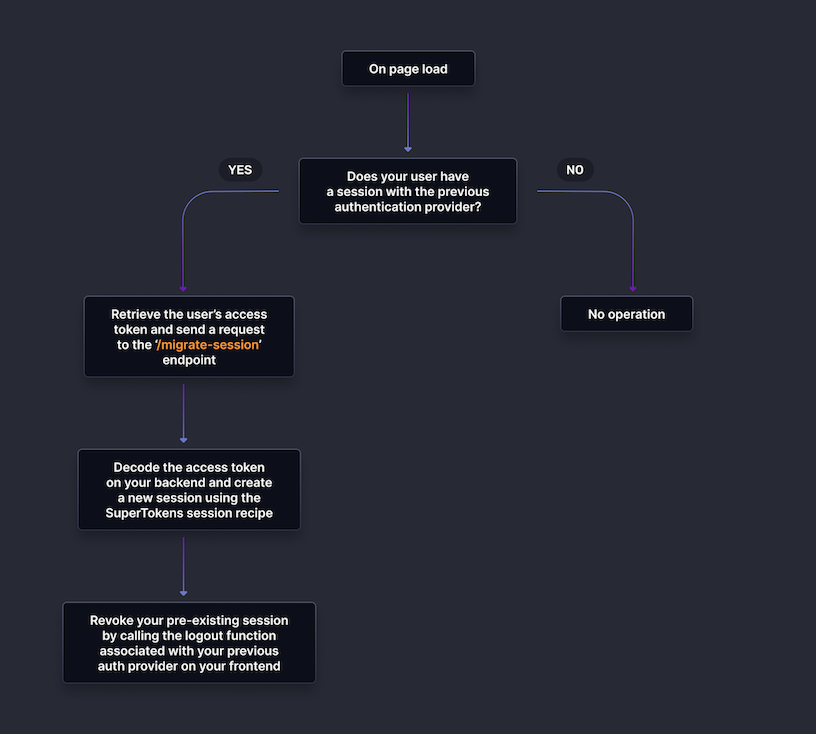 On page load
YES
Does your user have
a session with the previous
authentication provider?
NO
Retrieve the user’s access
token and send a request
to the ‘/migrate-session’
endpoint
No operation
Decode the access token
on your backend and create
a new session using the
SuperTokens session recipe
Revoke your pre-existing session
by calling the logout function
associated with your previous
auth provider on your frontend